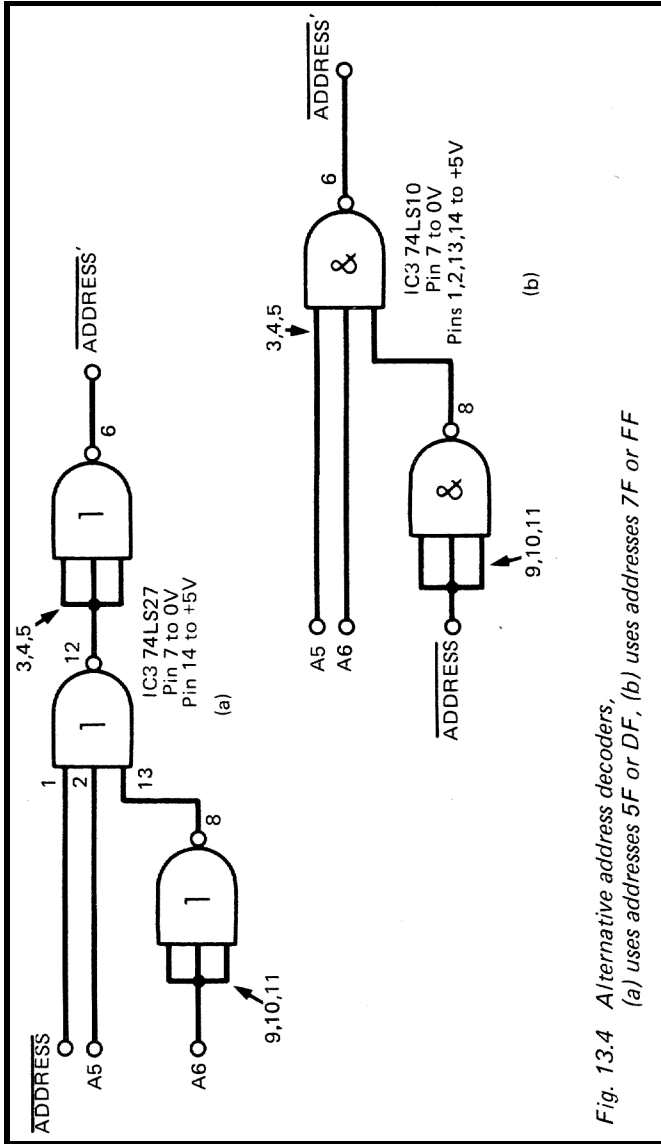 ADDRESS
A5
A6
1
2
13
12
3,4,5
9,10,11
8
6
1
1
1
ADDRESS'
IC3 74LS27
Pin 7 to 0V
Pin 14 to +5V
(a)
A5
A6
ADDRESS
3,4,5
9,10,11
8
6
&
&
ADDRESS'
IC3 74LS10
Pin 7 to 0V
Pins 1,2,13,14 to +5V
(b)
Fig. 13.4 Alternative address decoders,
(a) uses addresses 5F or DF, (b) uses addresses 7F or FF